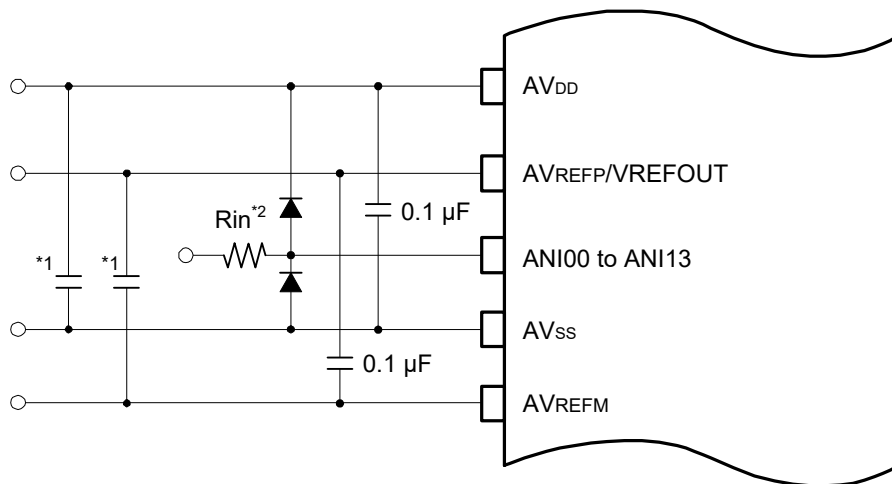 AVDD
AVREFP/VREFOUT
Rin*2
0.1 µF
*1
*1
ANI00 to ANI13
AVSS
0.1 µF
AVREFM